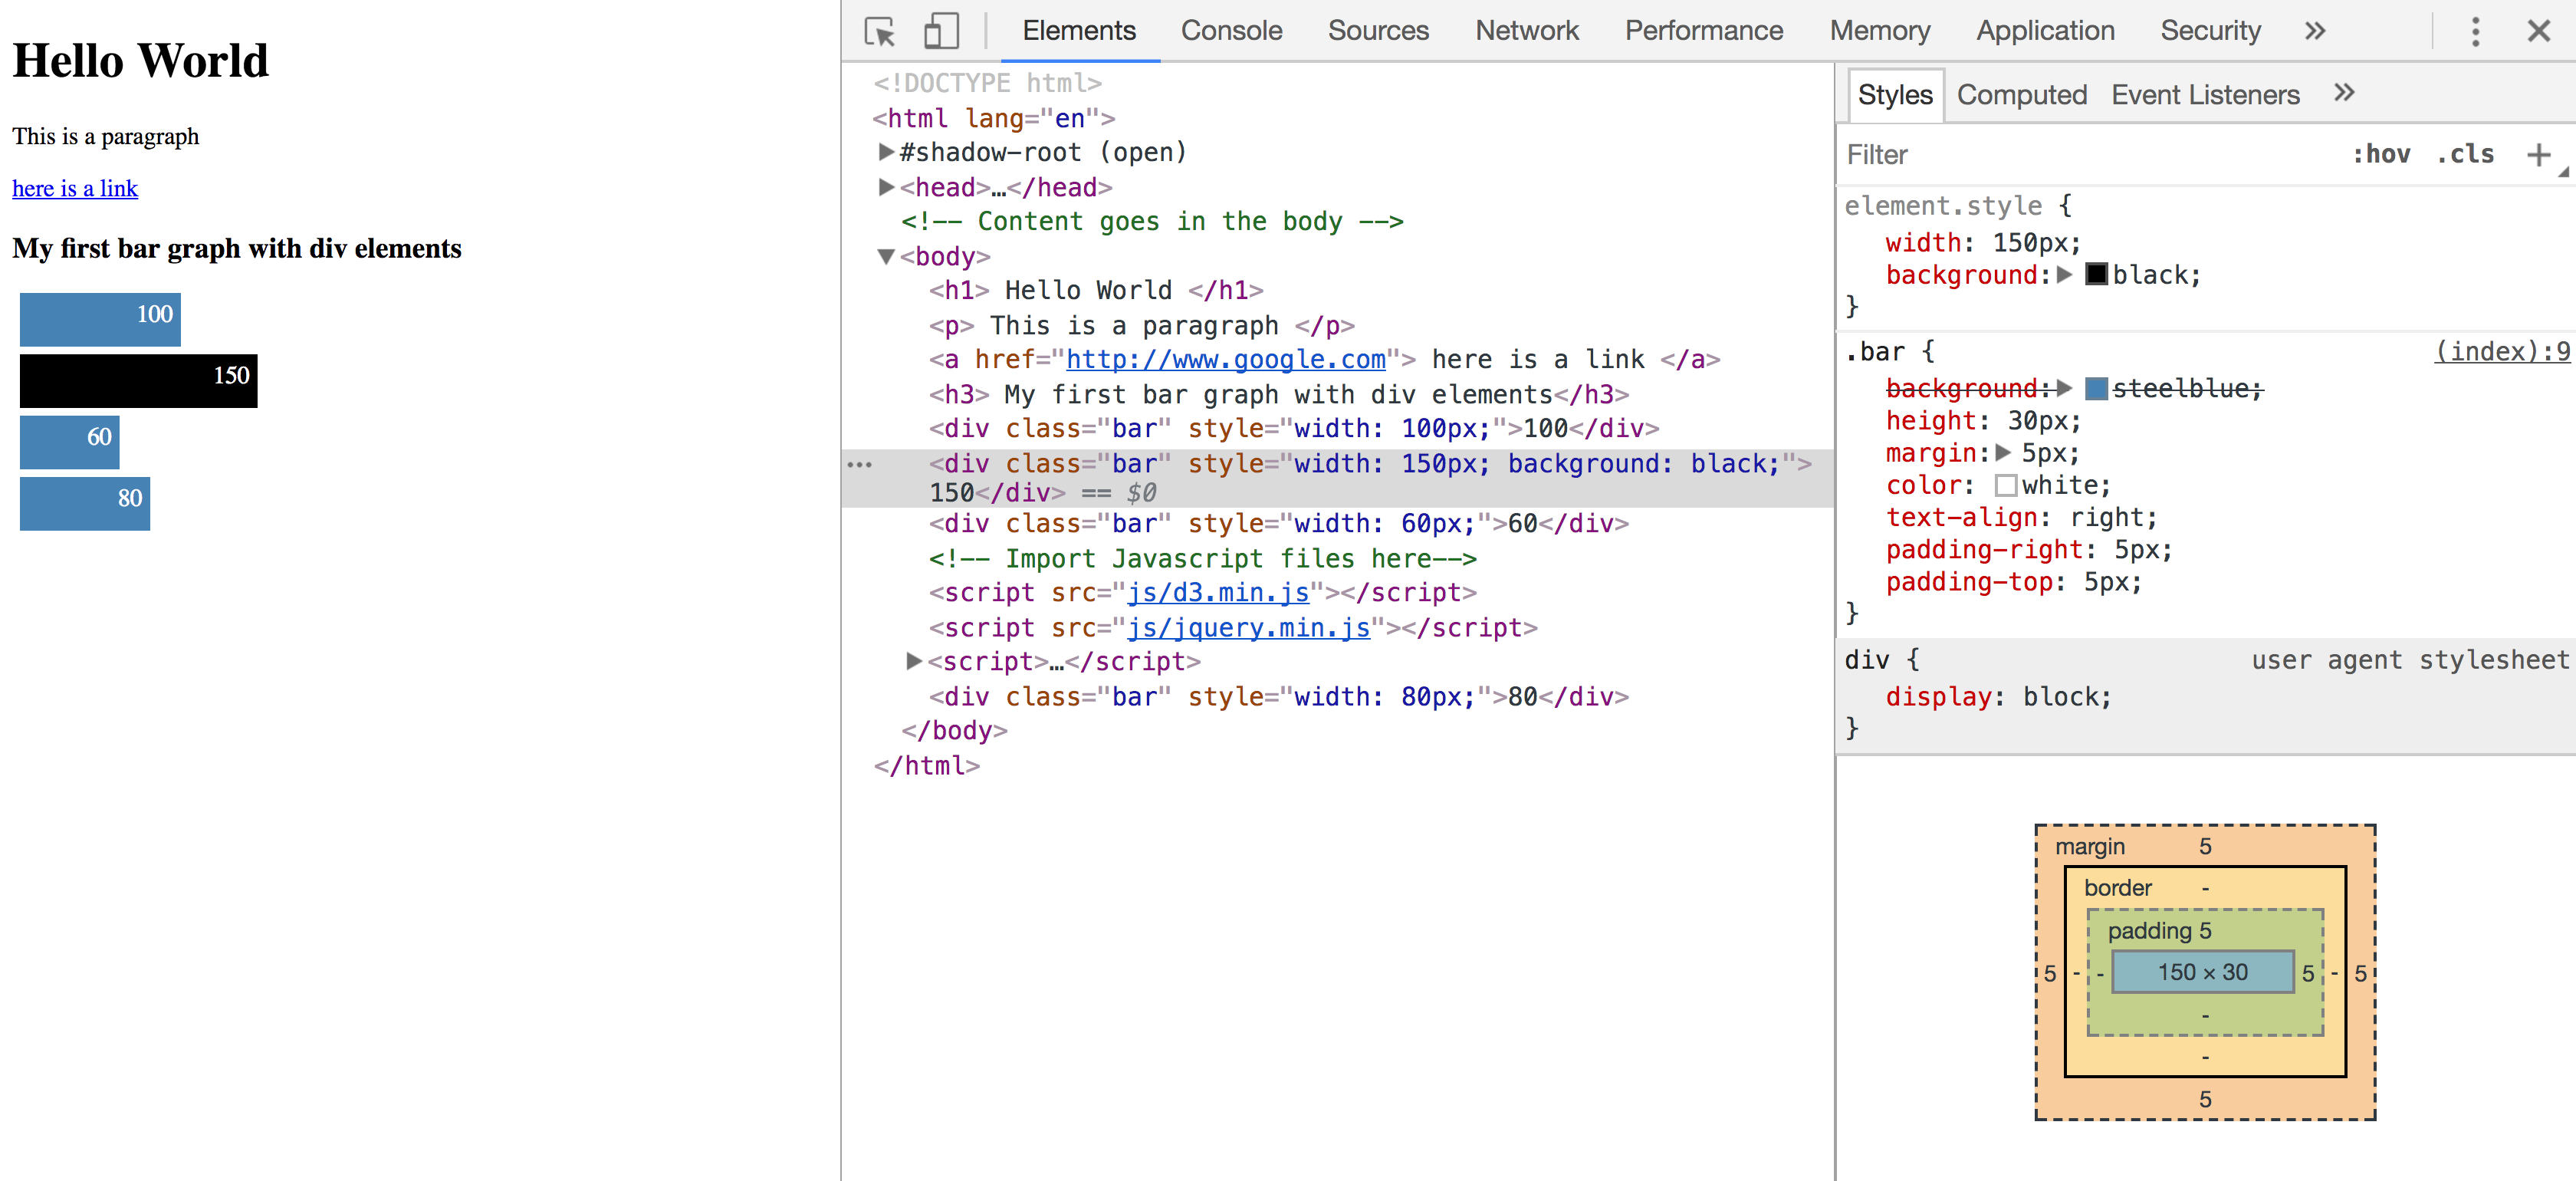 Hello World
This is a paragraph
here is a link
My first bar graph with div elements
100
150
60
80
Elements Console Sources Network Performance Memory Application Security »
<!DOCTYPE html>
<html lang="en">
▶#shadow-root (open)
▶<head>…</head>
<!-- Content goes in the body -->
▼<body>
<h1> Hello World </h1>
<p> This is a paragraph </p>
<a href="http://www.google.com"> here is a link </a>
<h3> My first bar graph with div elements</h3>
<div class="bar" style="width: 100px;">100</div>
<div class="bar" style="width: 150px; background: black;">
150</div> == $0
<div class="bar" style="width: 60px;">60</div>
<!-- Import Javascript files here-->
<script src="js/d3.min.js"></script>
<script src="js/jquery.min.js"></script>
▶<script>…</script>
<div class="bar" style="width: 80px;">80</div>
</body>
</html>
Styles Computed Event Listeners »
Filter :hov .cls +
element.style {
width: 150px;
background:▶ black;
}
.bar { (index):9
background:▶ steelblue;
height: 30px;
margin:▶ 5px;
color: white;
text-align: right;
padding-right: 5px;
padding-top: 5px;
}
div { user agent stylesheet
display: block;
}
margin 5
border -
padding 5
5 - - 150 × 30 5 - 5
-
-
5